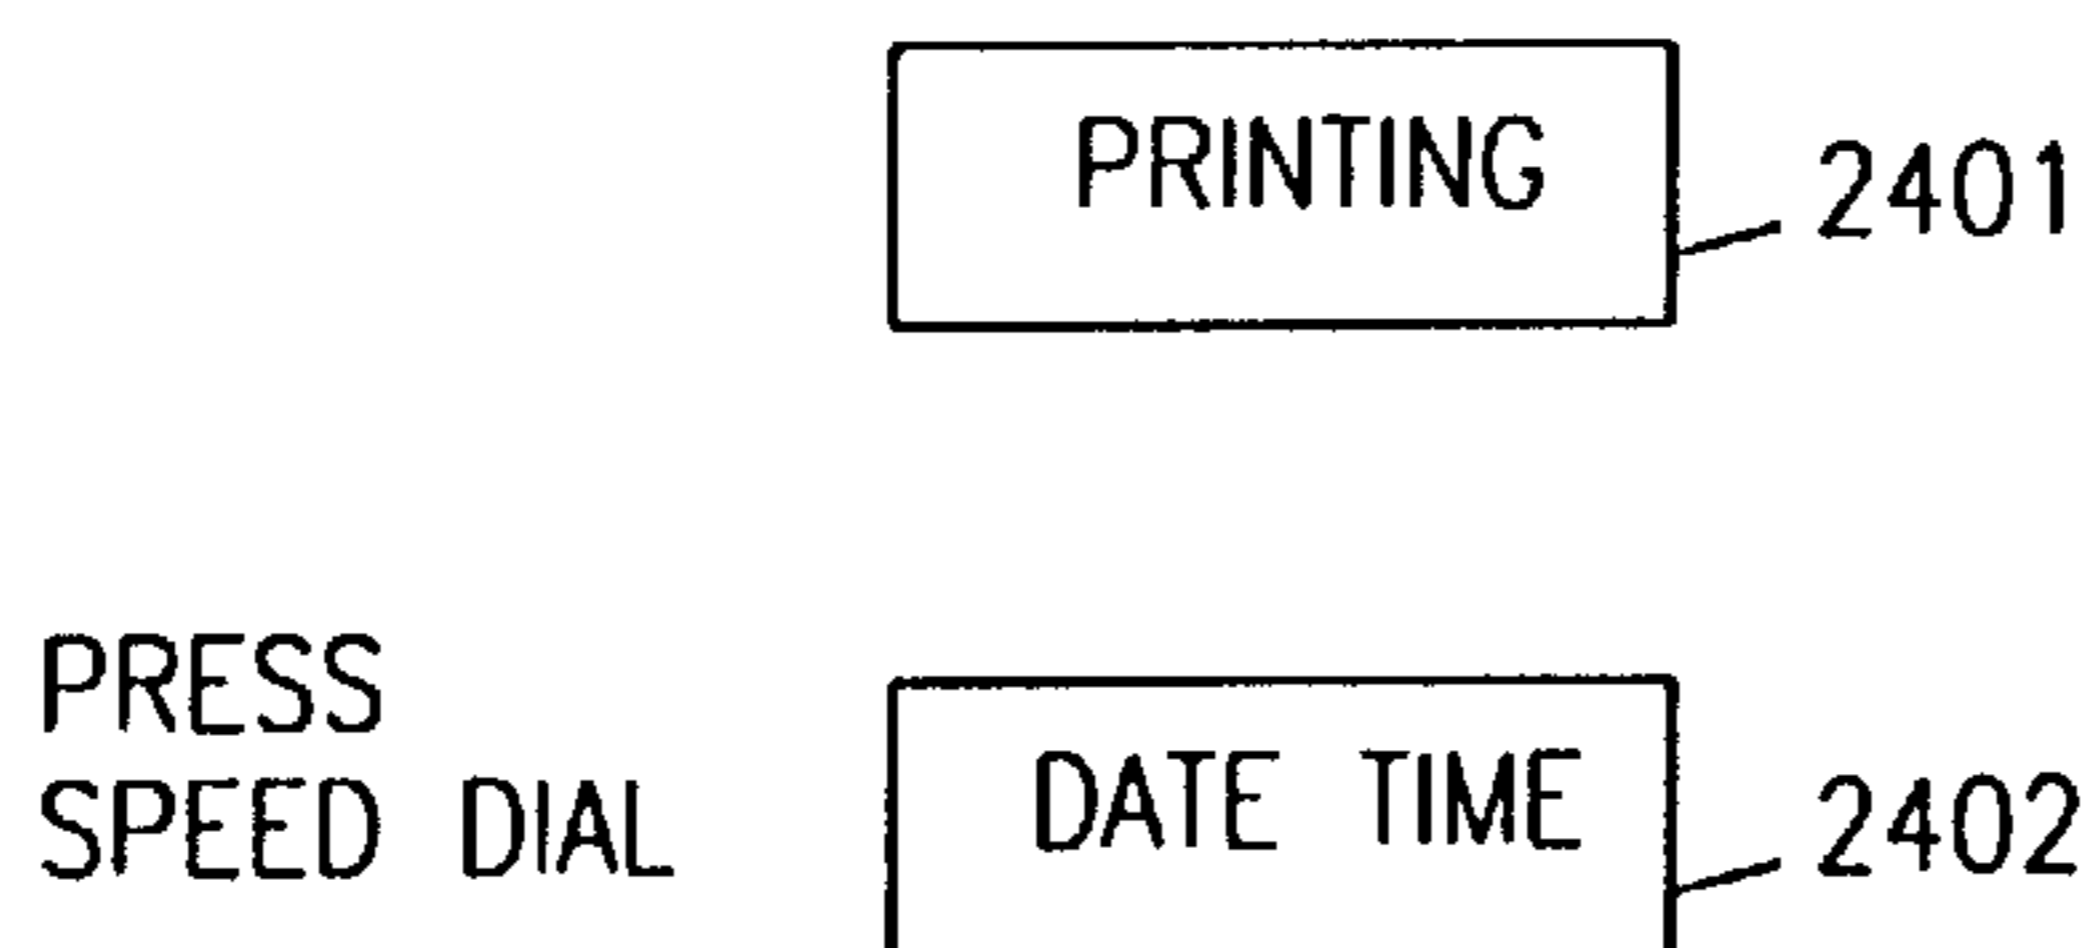 PRINTING
2401
PRESS
SPEED DIAL
DATE TIME
2402